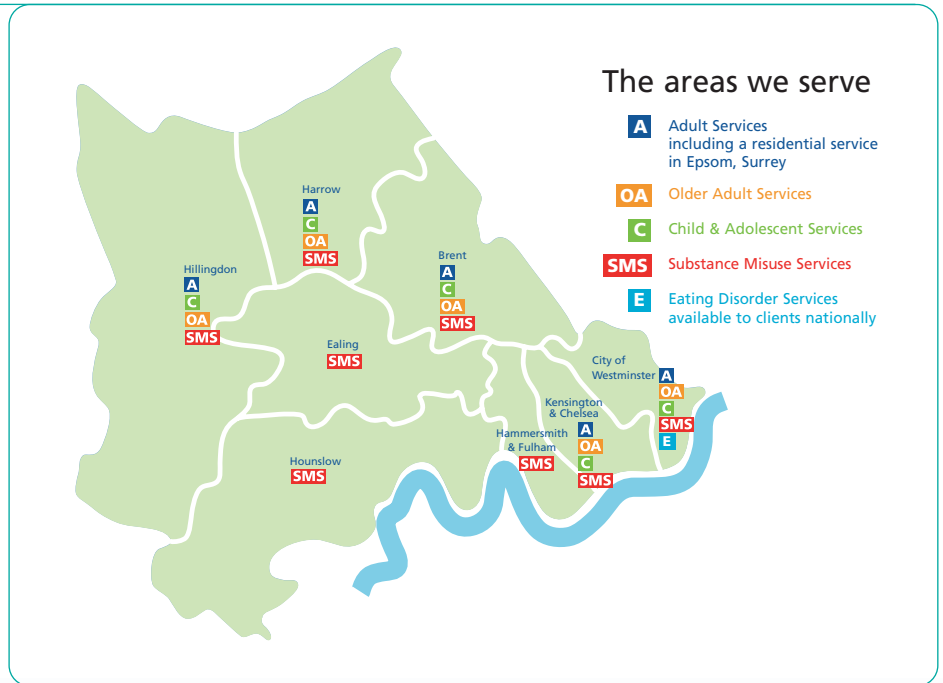 The areas we serve
A
Adult Services
including a residential service
in Epsom, Surrey
OA
Older Adult Services
C
Child & Adolescent Services
SMS
Substance Misuse Services
E
Eating Disorder Services
available to clients nationally
Harrow
A
C
OA
SMS
Brent
A
C
OA
SMS
Hillingdon
A
C
OA
SMS
Ealing
SMS
City of
Westminster
A
OA
C
SMS
E
Kensington
& Chelsea
A
OA
C
SMS
Hammersmith
& Fulham
SMS
Hounslow
SMS